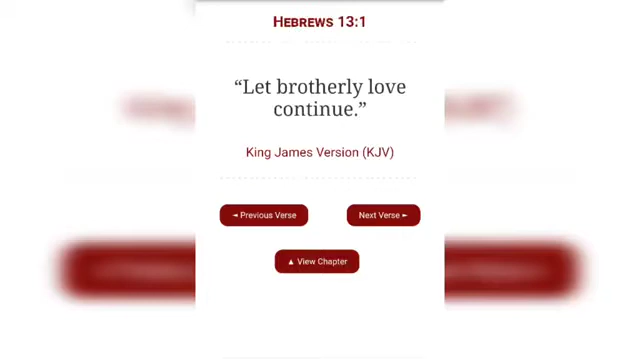 HEBREWS 13:1
“Let brotherly love
continue.”
King James Version (KJV)
◄ Previous Verse
Next Verse ►
▲ View Chapter